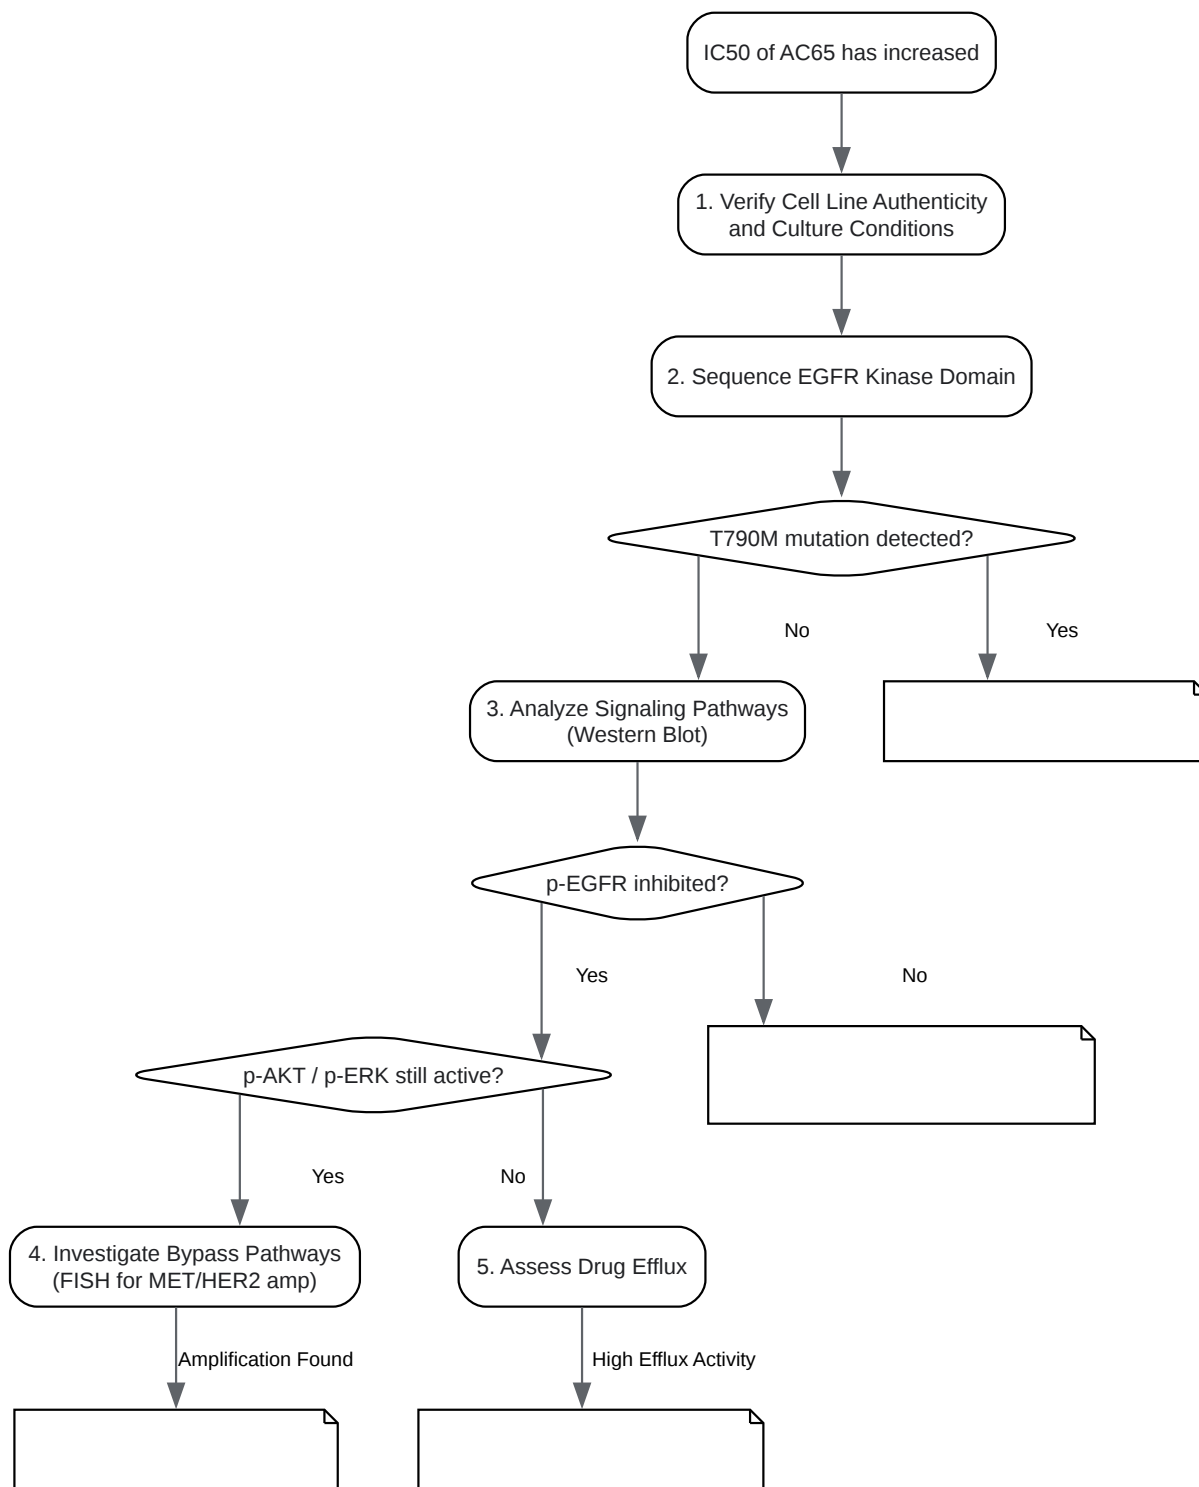 IC50 of AC65 has increased
1. Verify Cell Line Authenticity
and Culture Conditions
2. Sequence EGFR Kinase Domain
T790M mutation detected?
No
Yes
3. Analyze Signaling Pathways
(Western Blot)
p-EGFR inhibited?
Yes
No
p-AKT / p-ERK still active?
Yes
No
4. Investigate Bypass Pathways
(FISH for MET/HER2 amp)
5. Assess Drug Efflux
Amplification Found
High Efflux Activity